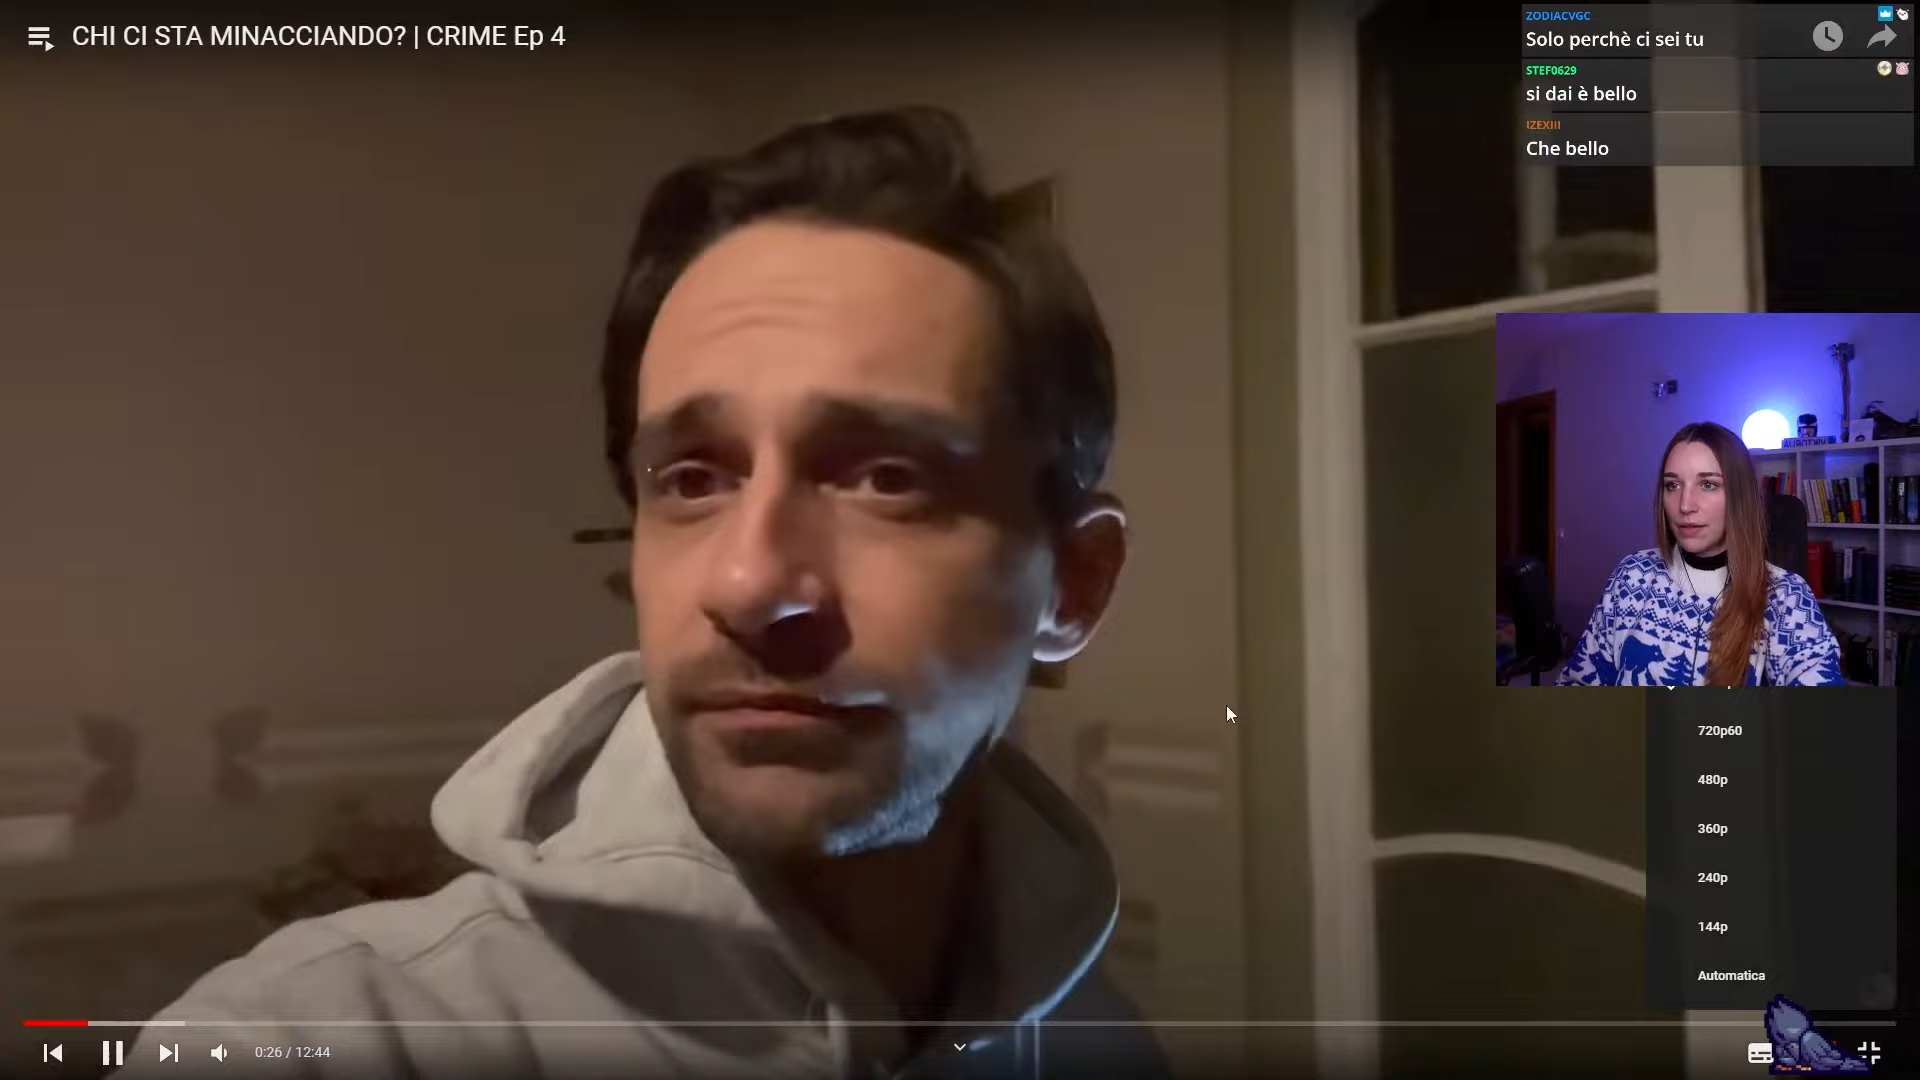 CHI CI STA MINACCIANDO? | CRIME Ep 4
ZODIACVGC
Solo perchè ci sei tu
STEF0629
si dai è bello
IZEXIII
Che bello
720p60
480p
360p
240p
144p
Automatica
0:26 / 12:44